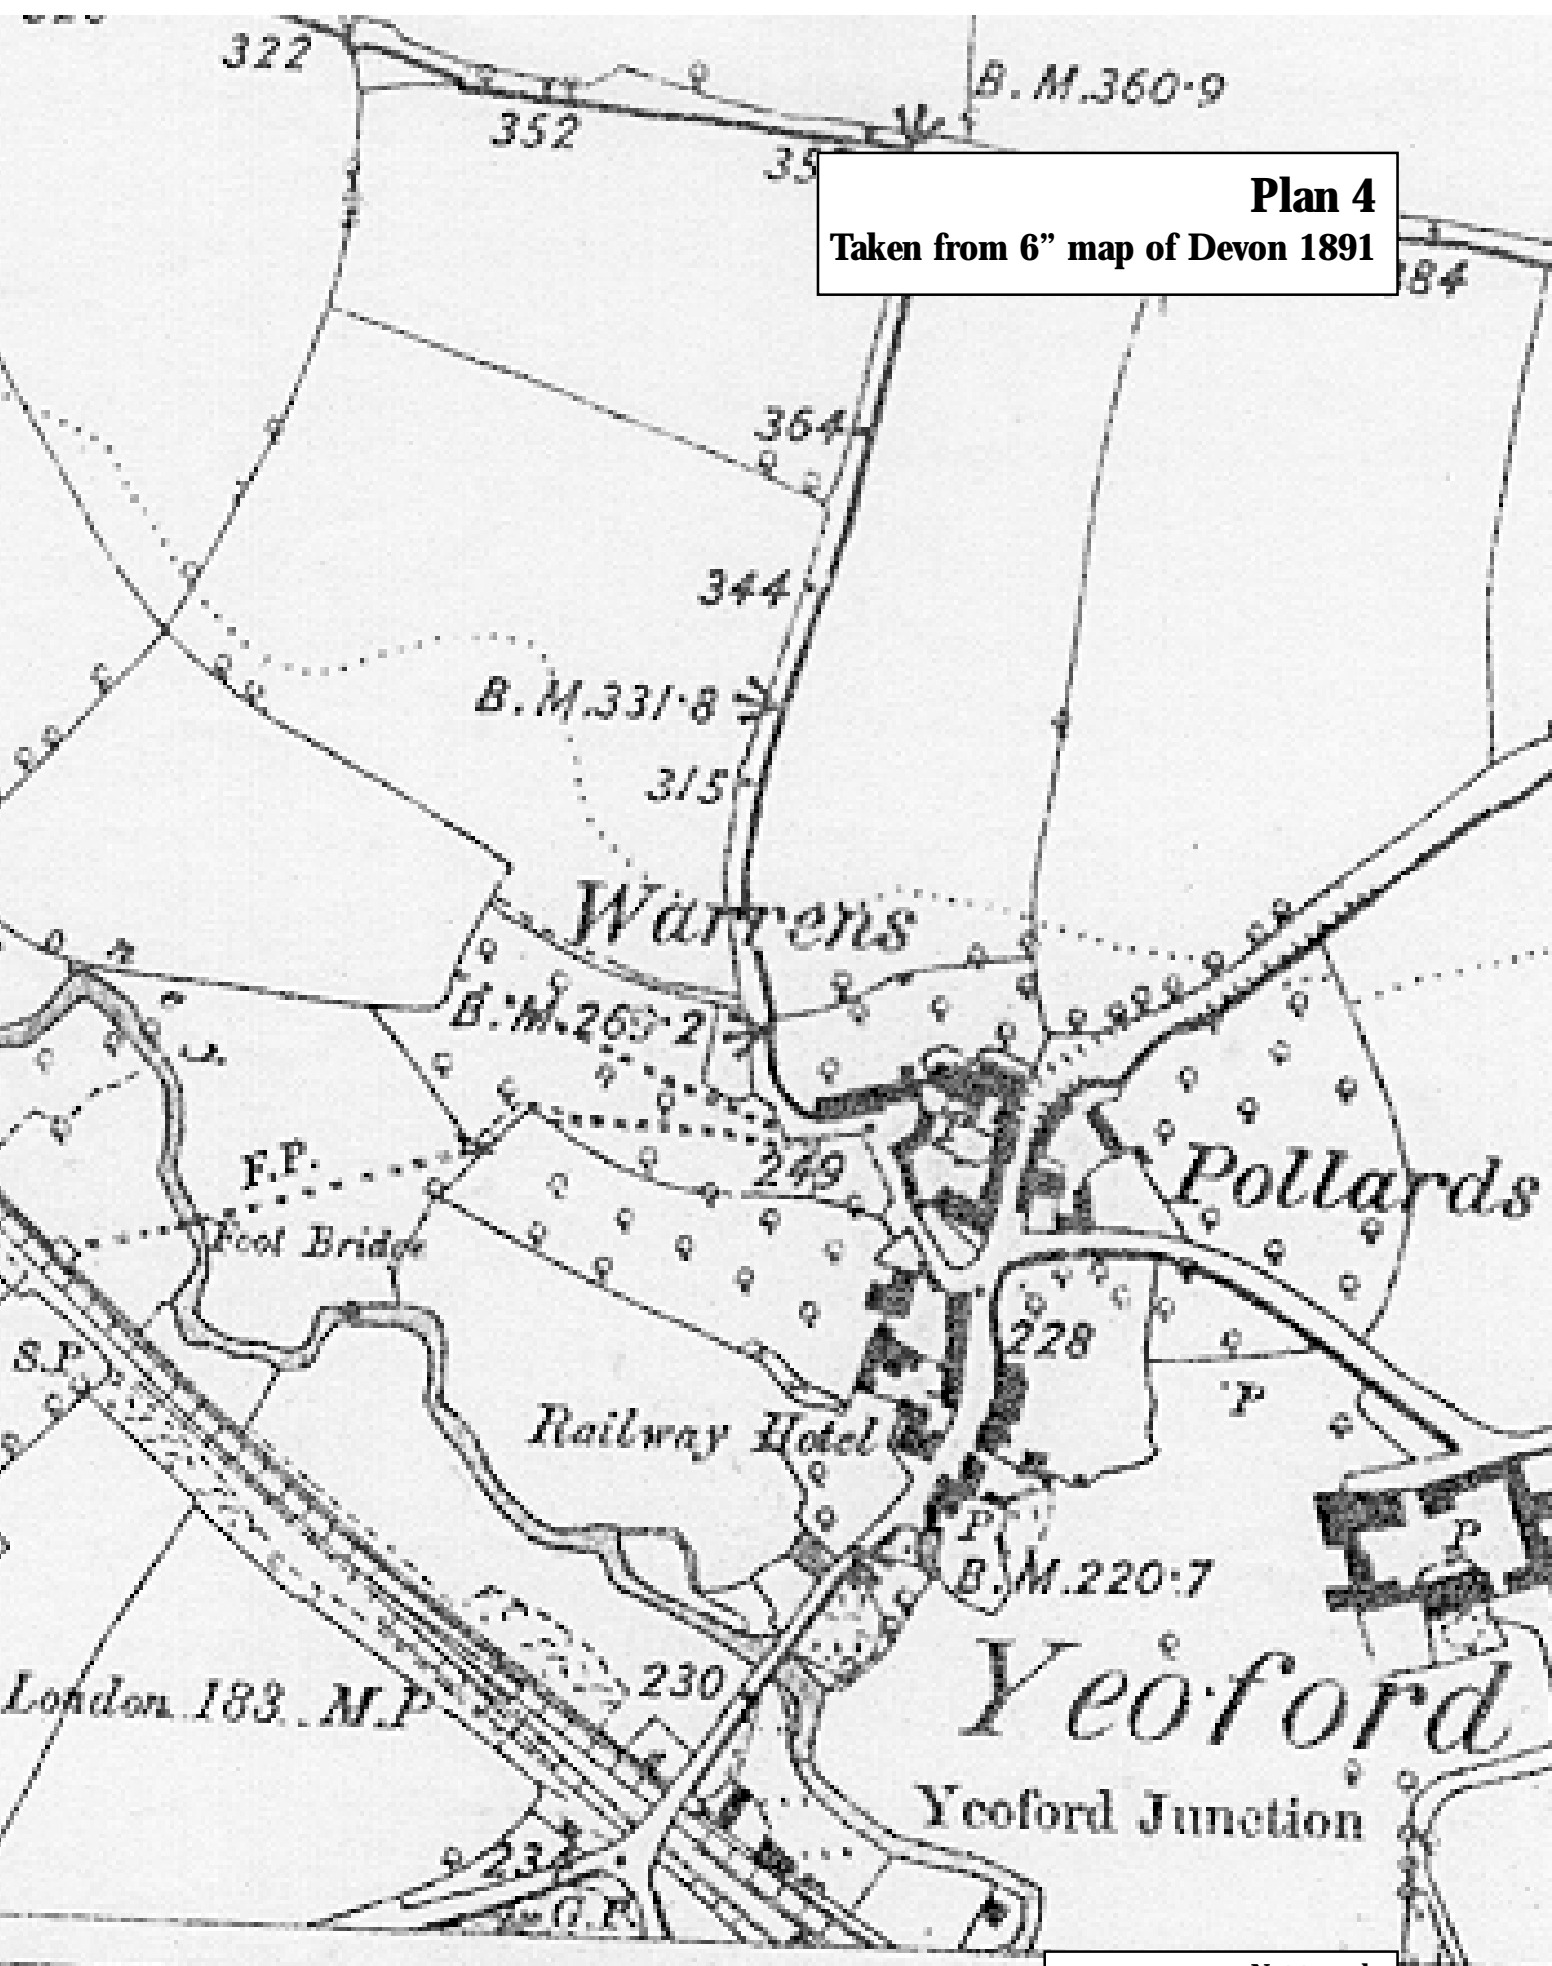 322
B.M.360·9
352
Plan 4
Taken from 6” map of Devon 1891
384
364
344
B.M.331·8
315
Warrens
B.M.269·2
F.P.
249
Pollards
Foot Bridge
S.P.
228
P
Railway Hotel
P
P
B.M.220·7
230
Yeoford
London 183 M.P
Yeoford Junction
234